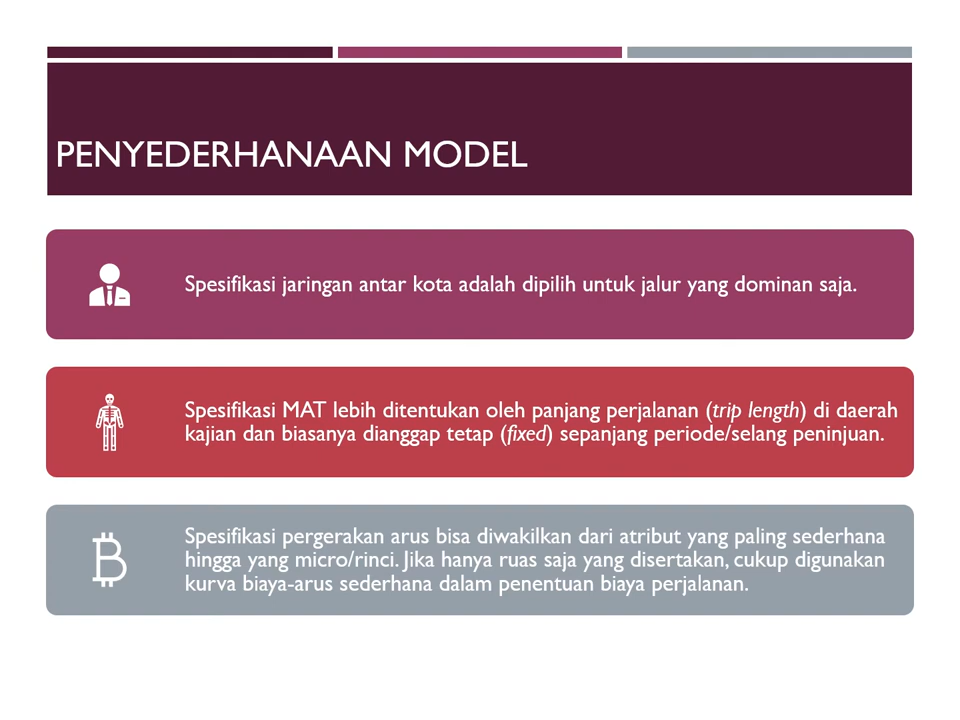 PENYEDERHANAAN MODEL
Spesifikasi jaringan antar kota adalah dipilih untuk jalur yang dominan saja.
Spesifikasi MAT lebih ditentukan oleh panjang perjalanan (trip length) di daerah
kajian dan biasanya dianggap tetap (fixed) sepanjang periode/selang peninjuan.
Spesifikasi pergerakan arus bisa diwakilkan dari atribut yang paling sederhana
hingga yang micro/rinci. Jika hanya ruas saja yang disertakan, cukup digunakan
kurva biaya-arus sederhana dalam penentuan biaya perjalanan.